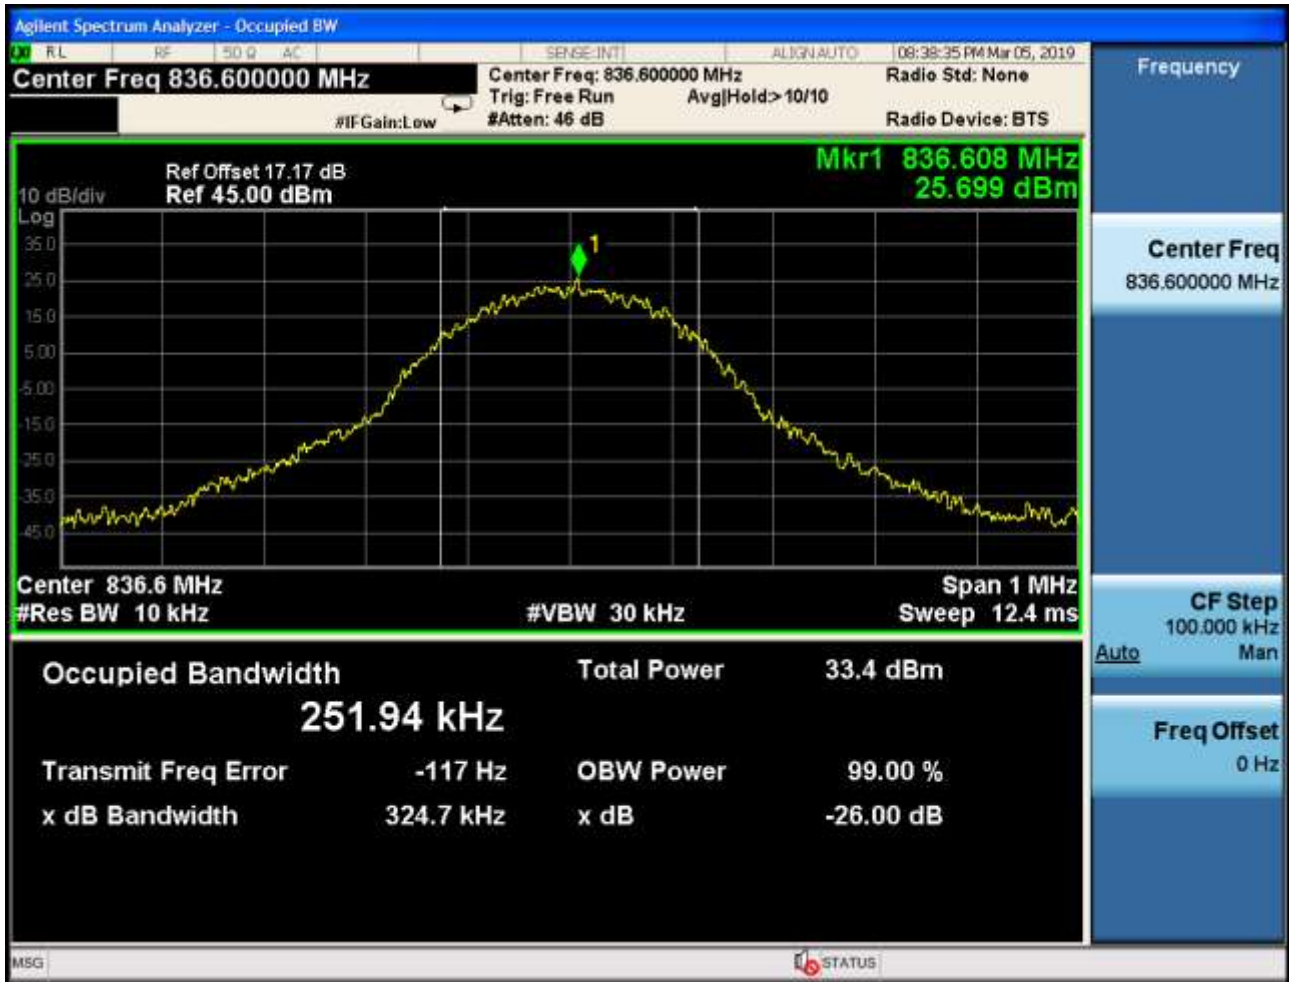 Agilent Spectrum Analyzer - Occupied BW
LXI RL RF 50 Ω AC SENSE:INT ALIGN AUTO 08:38:35 PM Mar 05, 2019
Center Freq 836.600000 MHz
Center Freq: 836.600000 MHz Radio Std: None
Trig: Free Run Avg|Hold:> 10/10
#IFGain:Low #Atten: 46 dB Radio Device: BTS
Frequency
Mkr1 836.608 MHz
25.699 dBm
Ref Offset 17.17 dB
10 dB/div Ref 45.00 dBm
Log
35.0
25.0
15.0
5.00
-5.00
-15.0
-25.0
-35.0
-45.0
1
Center 836.6 MHz Span 1 MHz
#Res BW 10 kHz #VBW 30 kHz Sweep 12.4 ms
Occupied Bandwidth Total Power 33.4 dBm
251.94 kHz
Transmit Freq Error -117 Hz OBW Power 99.00 %
x dB Bandwidth 324.7 kHz x dB -26.00 dB
Center Freq
836.600000 MHz
CF Step
100.000 kHz
Auto Man
Freq Offset
0 Hz
MSG STATUS